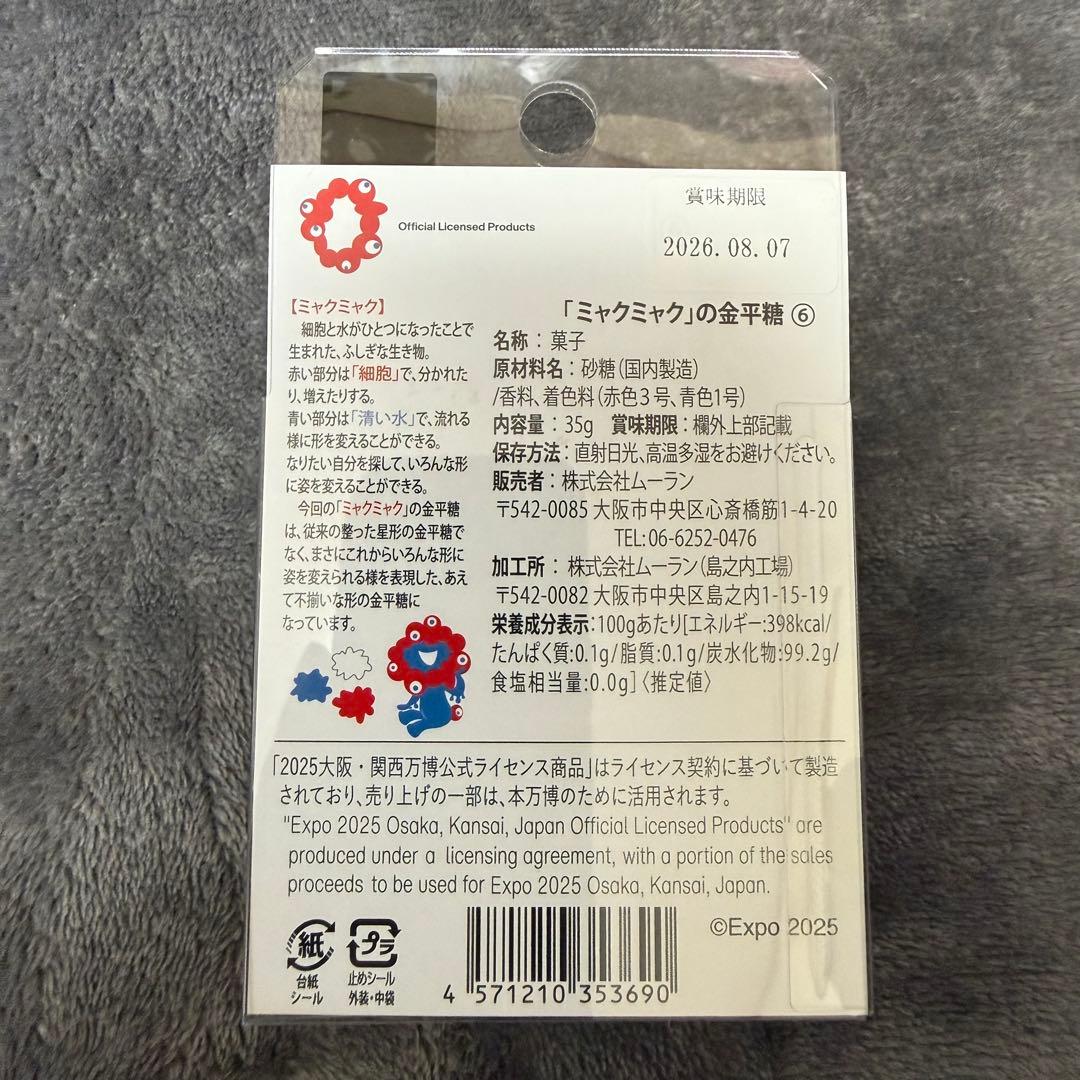 Official Licensed Products
賞味期限
2026.08.07
【ミャクミャク】
細胞と水がひとつになったことで
生まれた、ふしぎな生き物。
赤い部分は「細胞」で、分かれた
り、増えたりする。
青い部分は「清い水」で、流れる
様に形を変えることができる。
なりたい自分を探して、いろんな形
に姿を変えることができる。
今回の「ミャクミャク」の金平糖
は、従来の整った星形の金平糖で
なく、まさにこれからいろんな形に
姿を変えられる様を表現した、あえ
て不揃いな形の金平糖に
なっています。
「ミャクミャク」の金平糖 ⑥
名称：菓子
原材料名：砂糖（国内製造）
/香料、着色料（赤色3号、青色1号）
内容量：35g 賞味期限：欄外上部記載
保存方法：直射日光、高温多湿をお避けください。
販売者：株式会社ムーラン
〒542-0085 大阪市中央区心斎橋筋1-4-20
TEL:06-6252-0476
加工所：株式会社ムーラン（島之内工場）
〒542-0082 大阪市中央区島之内1-15-19
栄養成分表示：100gあたり[エネルギー:398kcal/
たんぱく質:0.1g/脂質:0.1g/炭水化物:99.2g/
食塩相当量:0.0g]〈推定値〉
「2025大阪・関西万博公式ライセンス商品」はライセンス契約に基づいて製造
されており、売り上げの一部は、本万博のために活用されます。
"Expo 2025 Osaka, Kansai, Japan Official Licensed Products" are
produced under a licensing agreement, with a portion of the sales
proceeds to be used for Expo 2025 Osaka, Kansai, Japan.
紙
台紙
シール
プラ
止めシール
外装・中袋
4 571210 353690
©Expo 2025